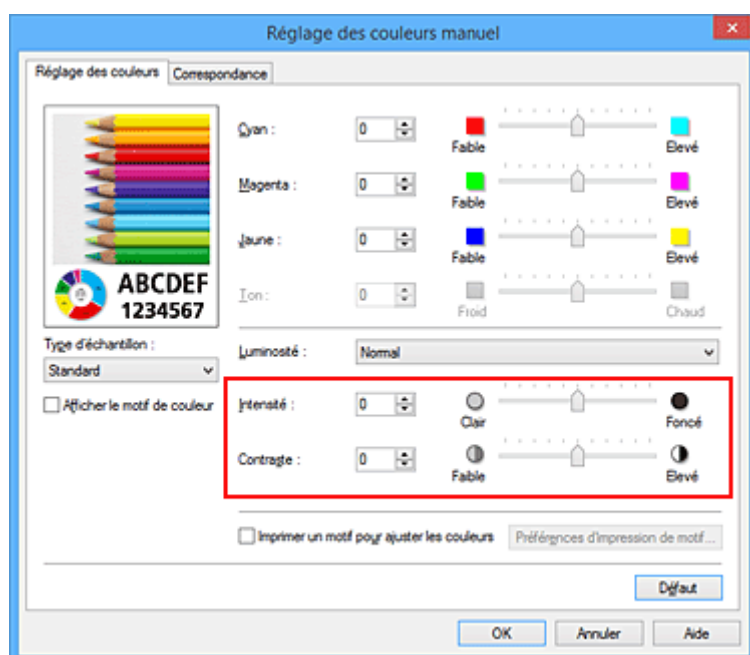 Réglage des couleurs manuel
Réglage des couleurs
Correspondance
ABCDEF
1234567
Type d'échantillon :
Standard
Afficher le motif de couleur
Cyan :
0
Faible
Elevé
Magenta :
0
Faible
Elevé
Jaune :
0
Faible
Elevé
Ton :
0
Froid
Chaud
Luminosité :
Normal
Intensité :
0
Clair
Foncé
Contraste :
0
Faible
Elevé
Imprimer un motif pour ajuster les couleurs
Préférences d'impression de motif...
Défaut
OK
Annuler
Aide